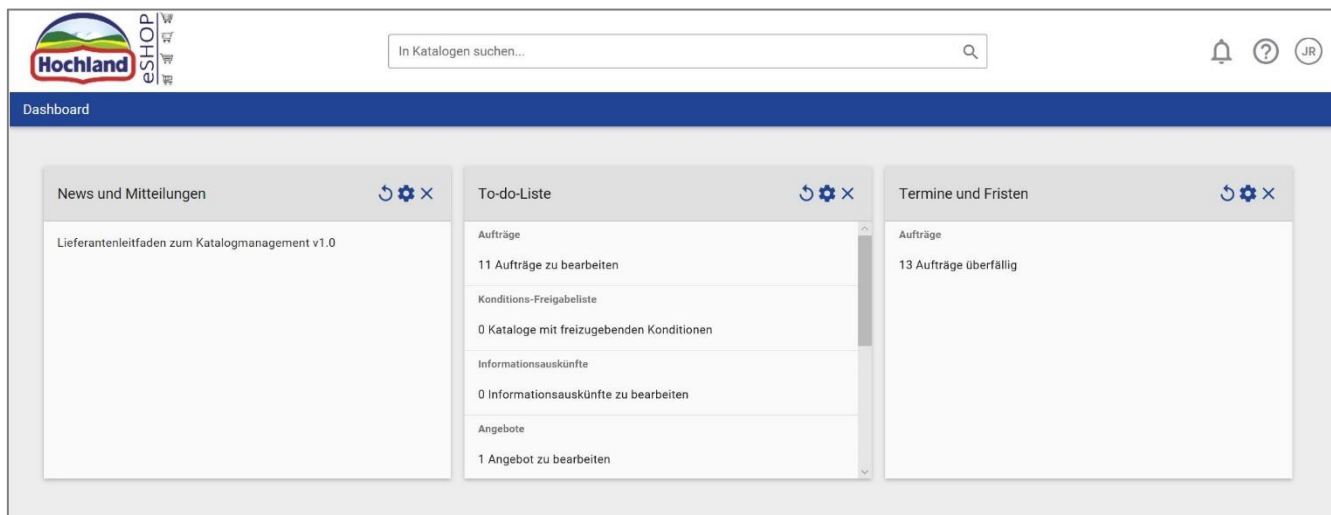 Hochland
eSHOP
In Katalogen suchen...
JR
Dashboard
News und Mitteilungen
Lieferantenleitfaden zum Katalogmanagement v1.0
To-do-Liste
Aufträge
11 Aufträge zu bearbeiten
Konditions-Freigabeliste
0 Kataloge mit freizugebenden Konditionen
Informationsauskünfte
0 Informationsauskünfte zu bearbeiten
Angebote
1 Angebot zu bearbeiten
Termine und Fristen
Aufträge
13 Aufträge überfällig